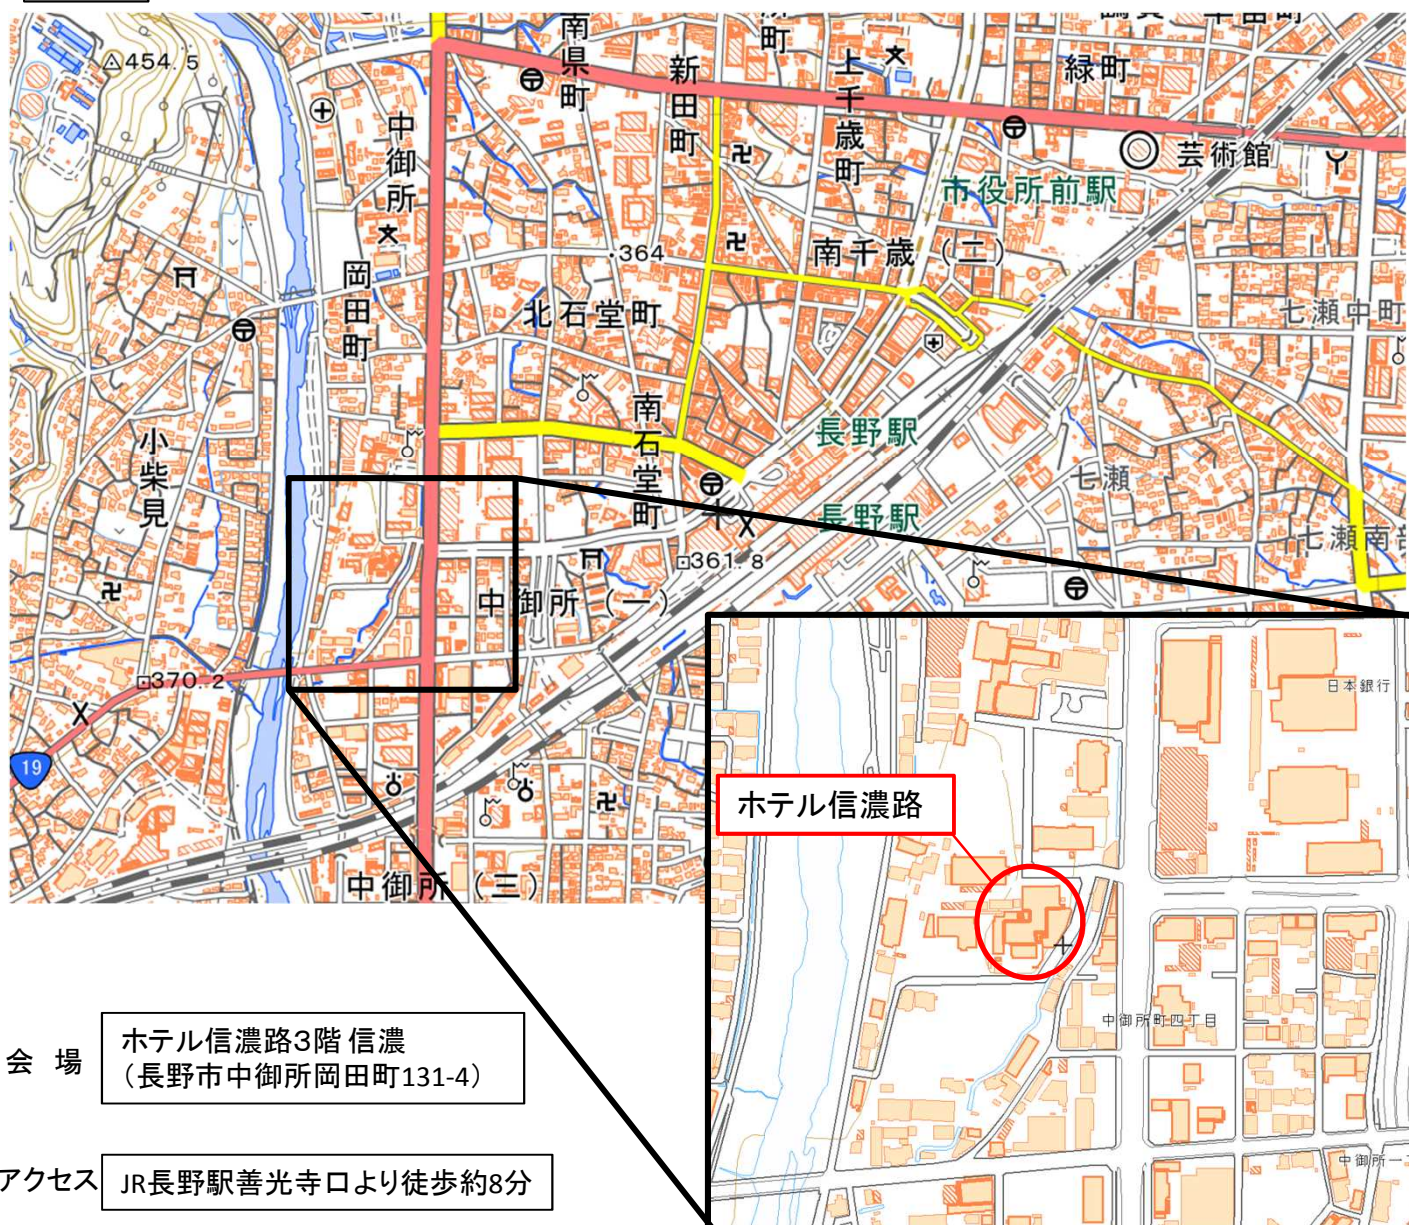 454.5
南県町
新田町
上千歳町
緑町
中御所
芸術館
市役所前駅
364
南千歳(二)
岡田町
北石堂町
七瀬中町
小柴見
南石堂町
長野駅
七瀬
長野駅
七瀬南部
361.8
中御所(一)
370.2
19
中御所(三)
日本銀行
ホテル信濃路
中御所町四丁目
中御所一丁
会 場
ホテル信濃路3階 信濃
(長野市中御所岡田町131-4)
アクセス
JR長野駅善光寺口より徒歩約8分